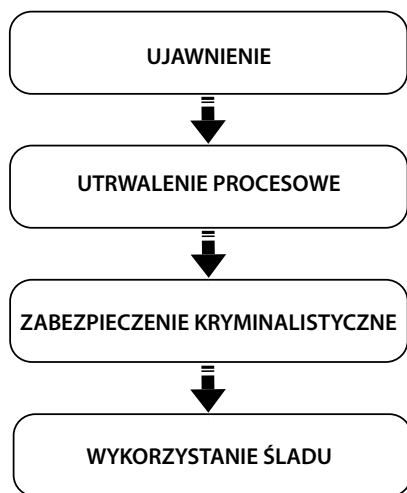 UJAWNIENIE
UTRWALENIE PROCESOWE
ZABEZPIECZENIE KRYMINALISTYCZNE
WYKORZYSTANIE ŚLADU